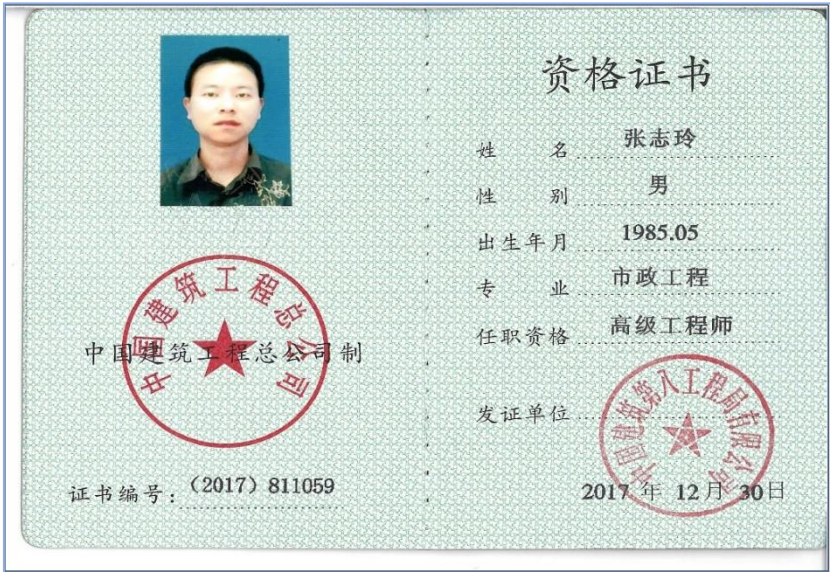 中国建筑工程总公司
中国建筑工程总公司制
证书编号：(2017) 811059
资格证书
姓 名 张志玲
性 别 男
出生年月 1985.05
专 业 市政工程
任职资格 高级工程师
发证单位
中国建筑第八工程局有限公司
2017 年 12月 30日